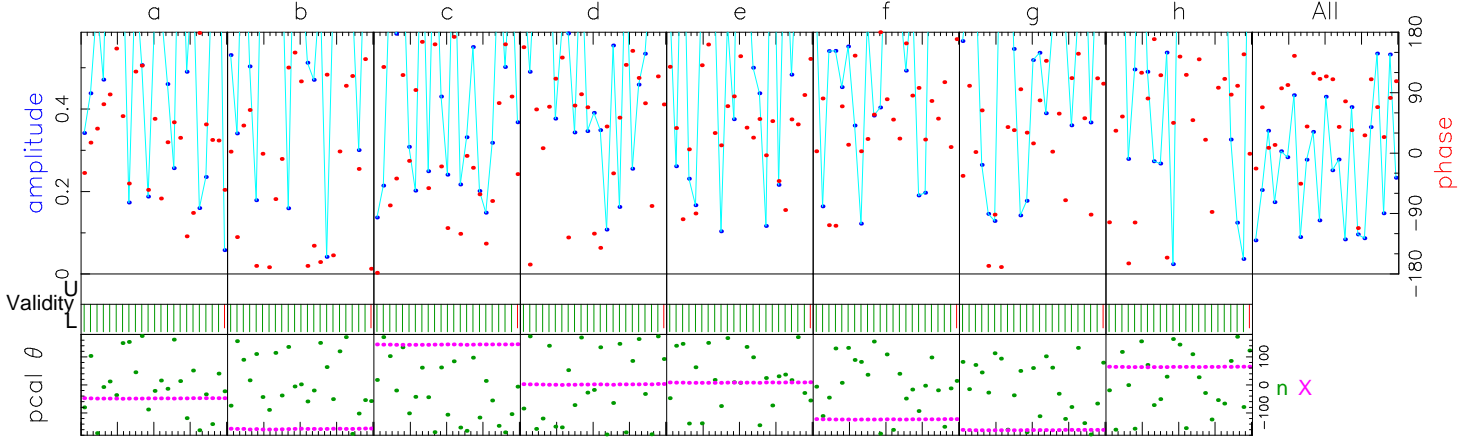 a b c d e f g h All
amplitude
0.4
0.2
0
180
90
0
-90
-180
phase
U
Validity
L
pcal θ
100
0
-100
n X